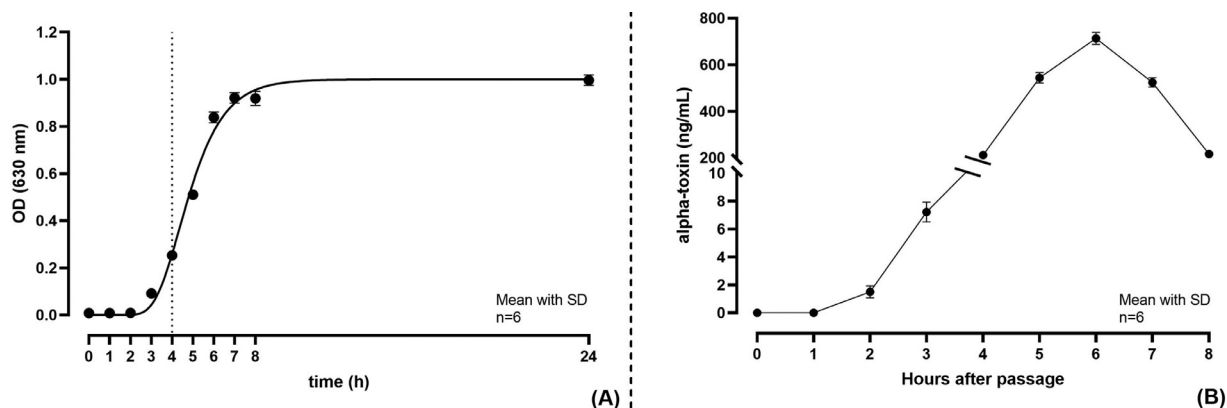 OD (630 nm)
1.2
1.0
0.8
0.6
0.4
0.2
0.0
Mean with SD
n=6
0 1 2 3 4 5 6 7 8 24
time (h)
(A)
alpha-toxin (ng/mL)
800
600
400
200
10
8
6
4
2
0
Mean with SD
n=6
0 1 2 3 4 5 6 7 8
Hours after passage
(B)